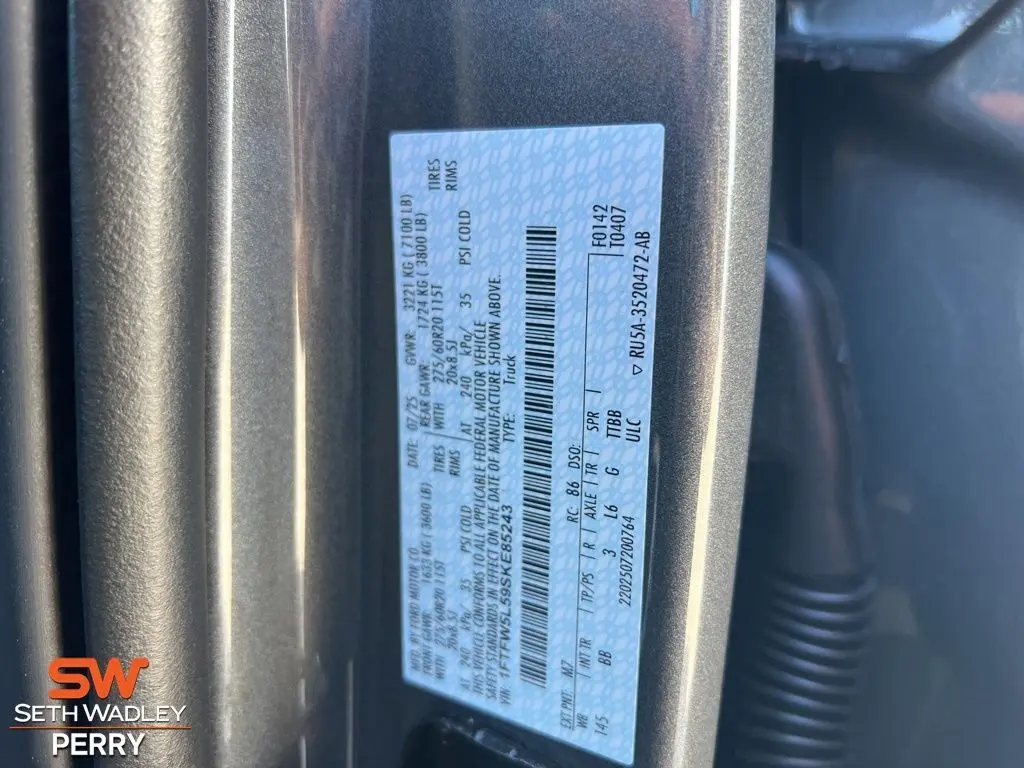 MFD. BY FORD MOTOR CO. DATE: 07/25 GVWR: 3221 KG ( 7100 LB)
FRONT GAWR: 1633 KG ( 3600 LB) REAR GAWR: 1724 KG ( 3800 LB)
WITH 275/60R20 115T TIRES WITH 275/60R20 115T TIRES
20x8.5J RIMS 20x8.5J RIMS
AT 240 kPa/ 35 PSI COLD AT 240 kPa/ 35 PSI COLD
THIS VEHICLE CONFORMS TO ALL APPLICABLE FEDERAL MOTOR VEHICLE
SAFETY STANDARDS IN EFFECT ON THE DATE OF MANUFACTURE SHOWN ABOVE.
VIN: 1FTFW5L59SKE85243 TYPE: Truck
EXT PNT: M7 RC: 86 DSO: F0142
WB INT TR TP/PS R AXLE TR SPR T0407
145 BB 3 L6 G TTBB
2202507200764 ULC
▽ RU5A-3520472-AB
SW
SETH WADLEY
PERRY